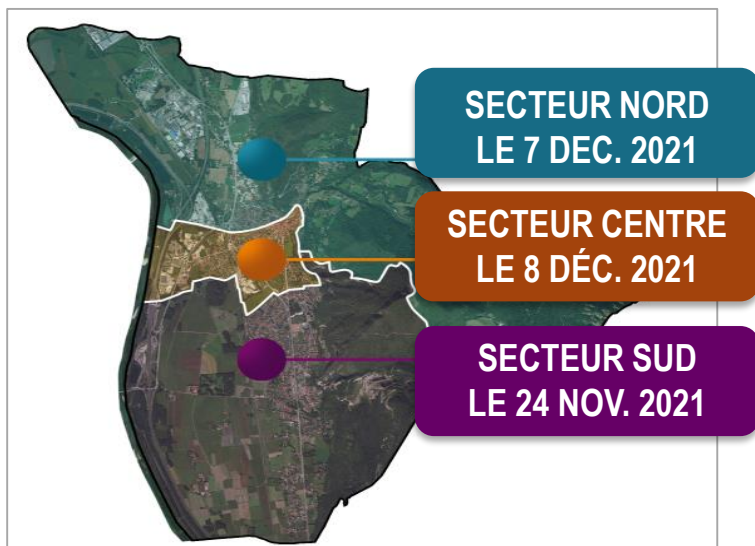 SECTEUR NORD
LE 7 DEC. 2021
SECTEUR CENTRE
LE 8 DÉC. 2021
SECTEUR SUD
LE 24 NOV. 2021